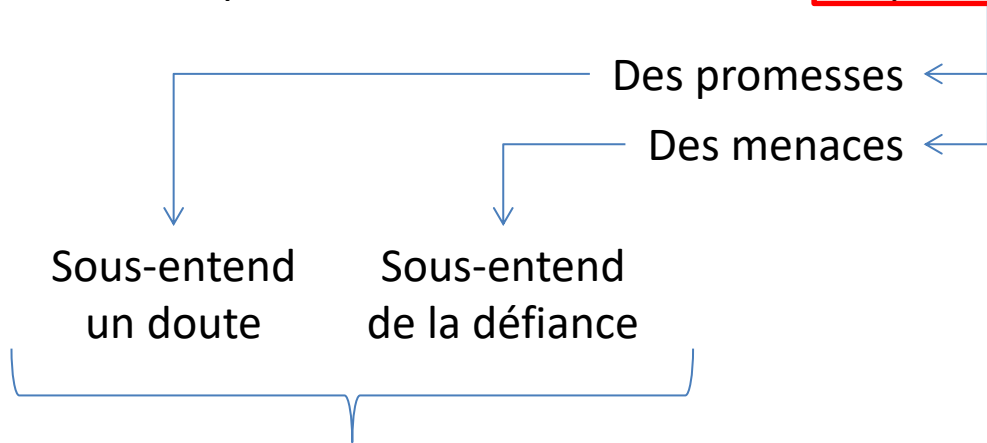 Des promesses
Des menaces
Sous-entend
un doute
Sous-entend
de la défiance